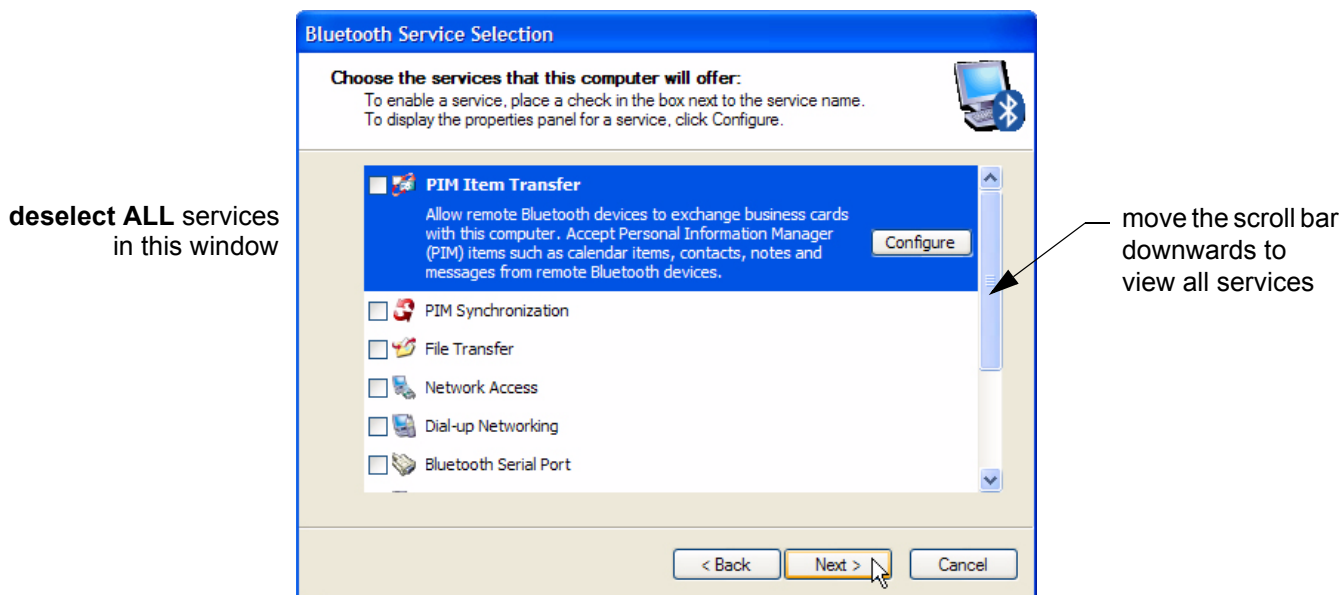 Bluetooth Service Selection
Choose the services that this computer will offer:
To enable a service, place a check in the box next to the service name.
To display the properties panel for a service, click Configure.
deselect ALL services
in this window
PIM Item Transfer
Allow remote Bluetooth devices to exchange business cards
with this computer. Accept Personal Information Manager
(PIM) items such as calendar items, contacts, notes and
messages from remote Bluetooth devices.
Configure
move the scroll bar
downwards to
view all services
PIM Synchronization
File Transfer
Network Access
Dial-up Networking
Bluetooth Serial Port
< Back
Next >
Cancel